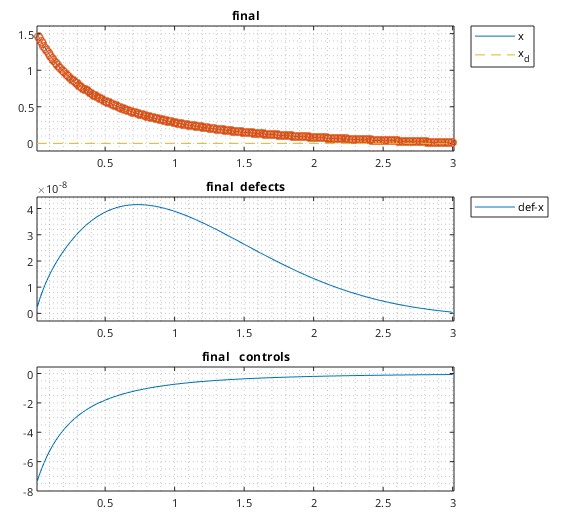 final
1.5
1
0.5
0
0.5 1 1.5 2 2.5 3
x
x_d
final defects
×10^-8
4
3
2
1
0
0.5 1 1.5 2 2.5 3
def-x
final controls
0
-2
-4
-6
-8
0.5 1 1.5 2 2.5 3